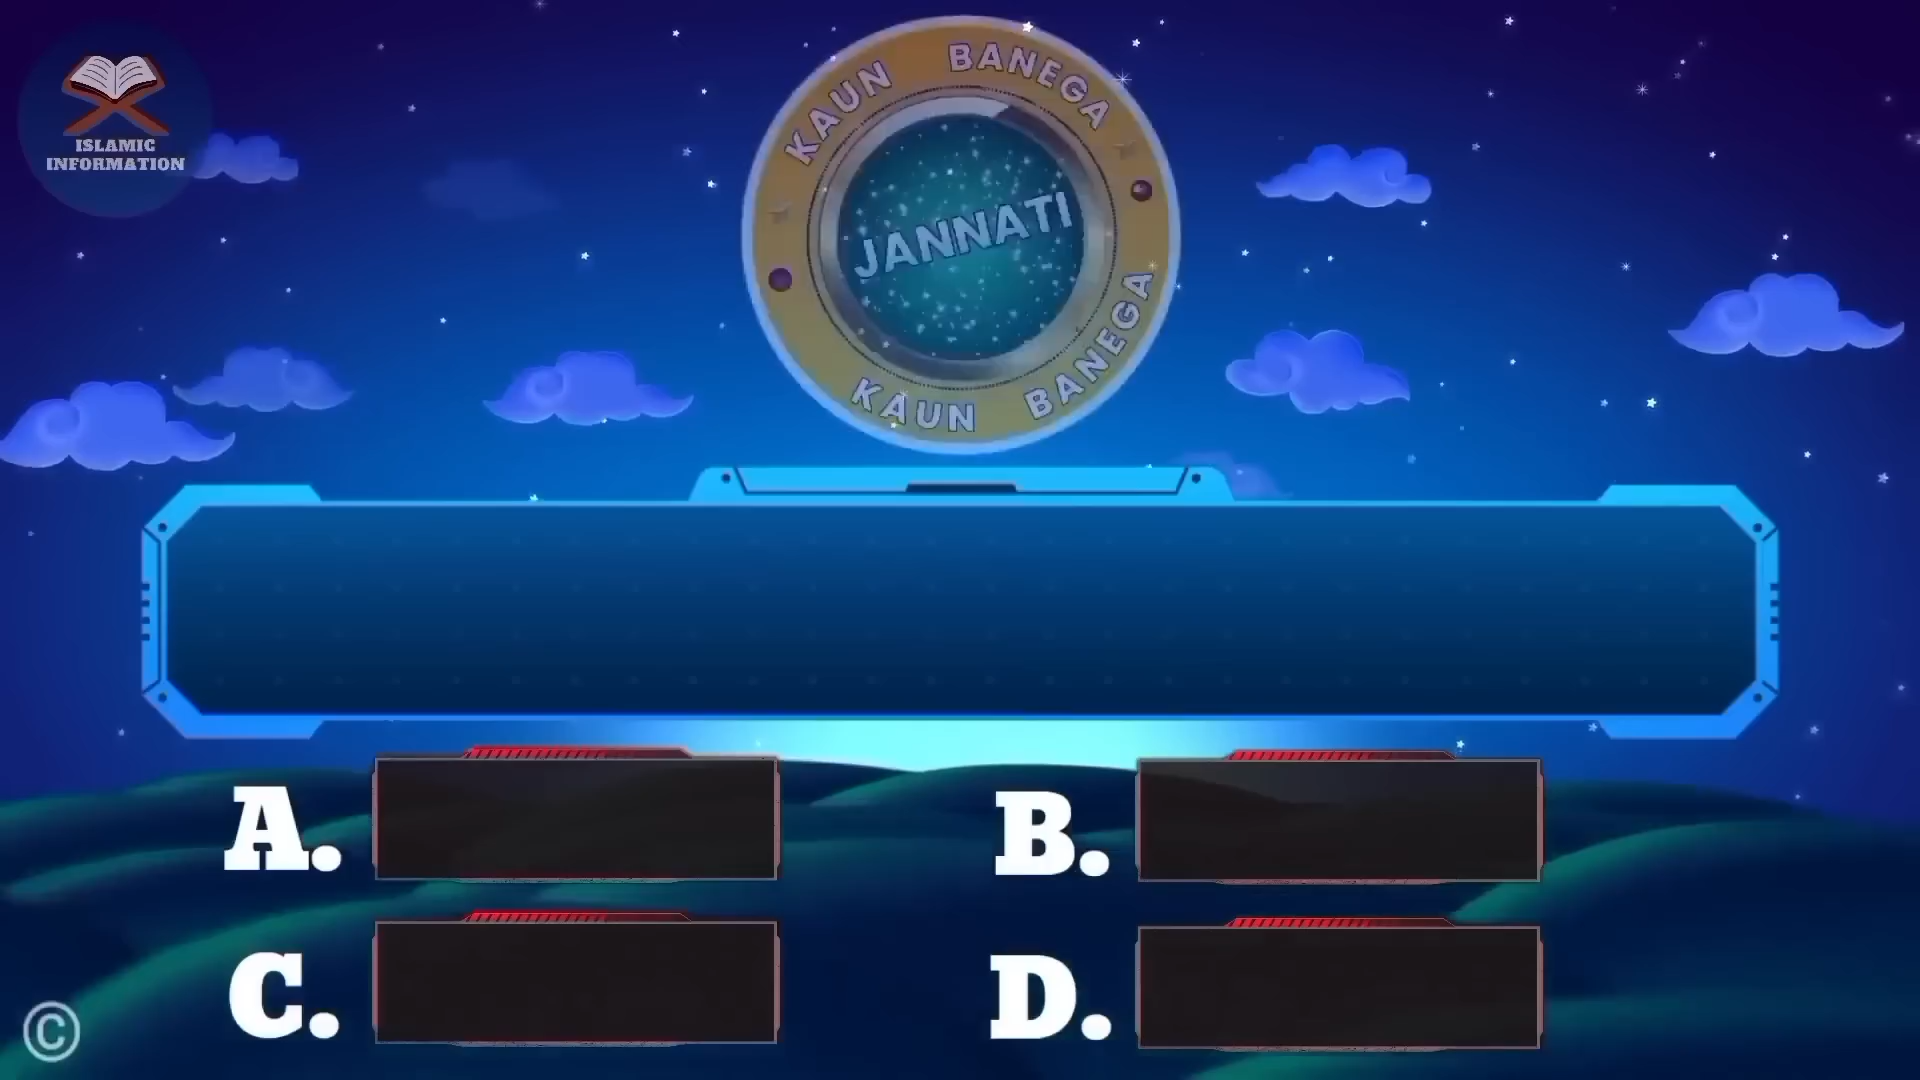 ISLAMIC
INFORMATION
KAUN BANEGA
JANNATI
KAUN BANEGA
A.
B.
C.
D.
©